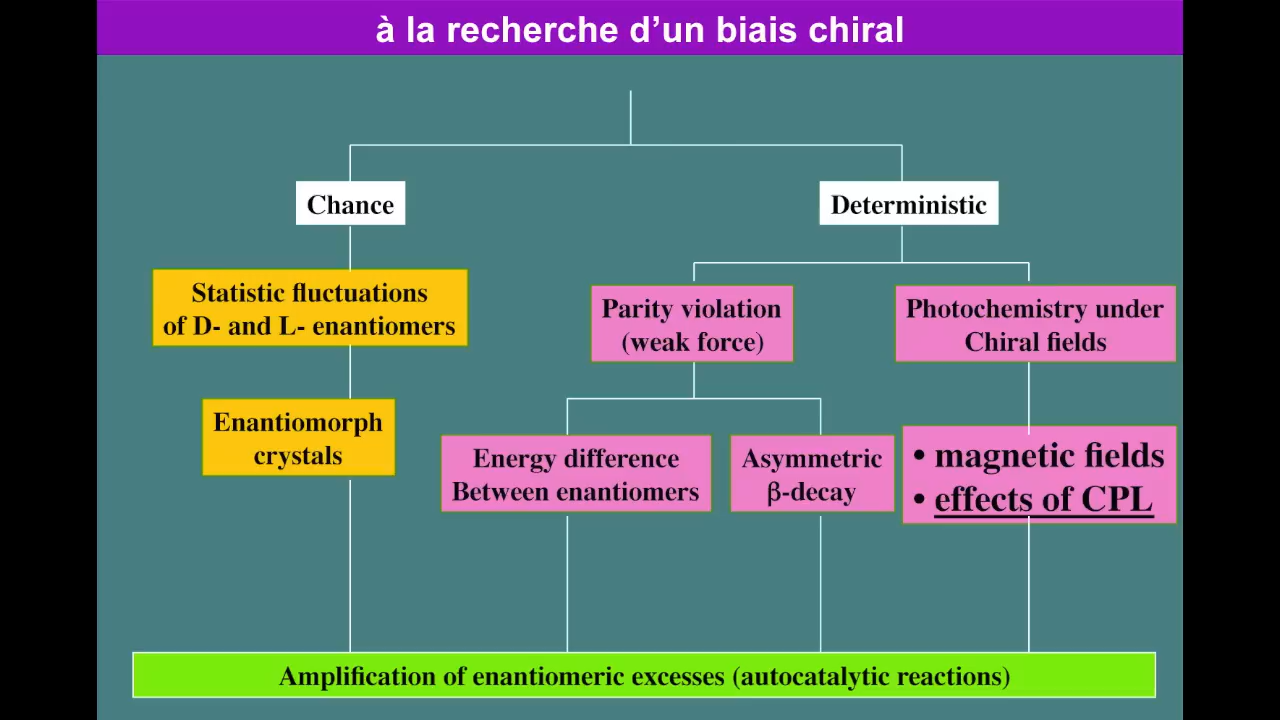 à la recherche d’un biais chiral
Chance
Deterministic
Statistic fluctuations
of D- and L- enantiomers
Parity violation
(weak force)
Photochemistry under
Chiral fields
Enantiomorph
crystals
Energy difference
Between enantiomers
Asymmetric
β-decay
• magnetic fields
• effects of CPL
Amplification of enantiomeric excesses (autocatalytic reactions)